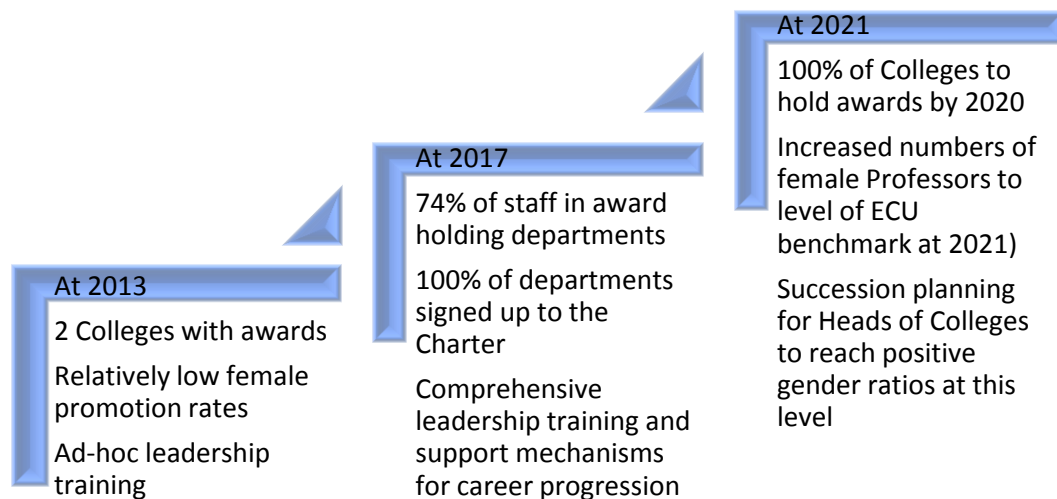 At 2013
2 Colleges with awards
Relatively low female
promotion rates
Ad-hoc leadership
training
At 2017
74% of staff in award
holding departments
100% of departments
signed up to the
Charter
Comprehensive
leadership training and
support mechanisms
for career progression
At 2021
100% of Colleges to
hold awards by 2020
Increased numbers of
female Professors to
level of ECU
benchmark at 2021)
Succession planning
for Heads of Colleges
to reach positive
gender ratios at this
level